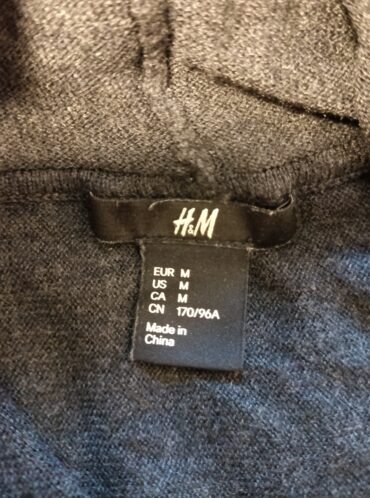 H&M
EUR M
US M
CA M
CN 170/96A
Made in
China